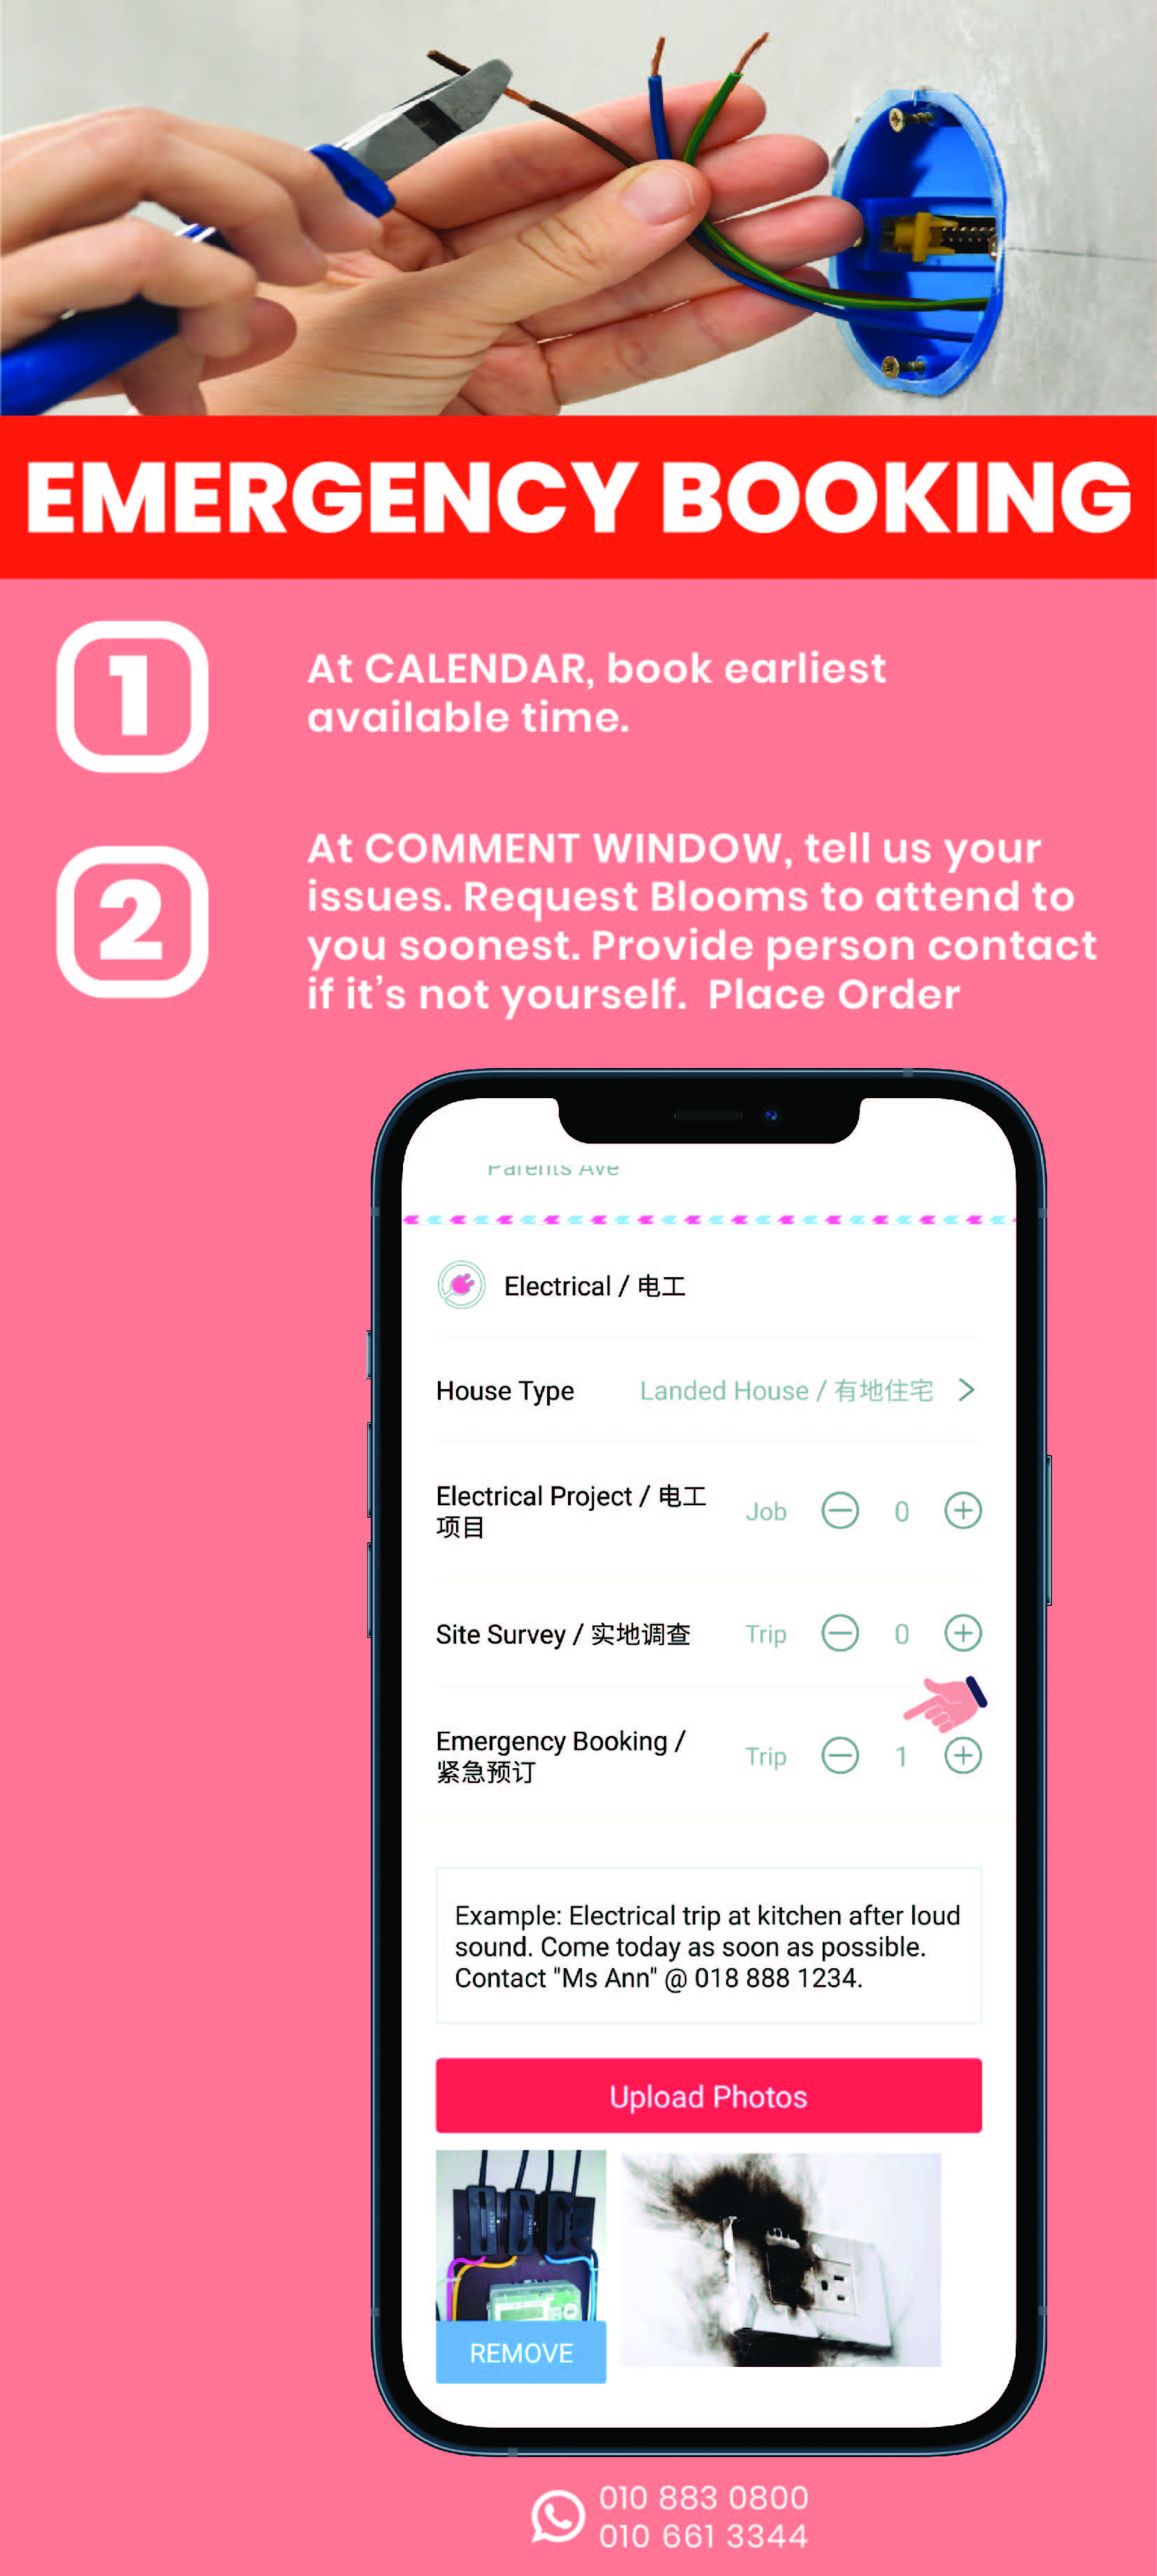 EMERGENCY BOOKING
1
At CALENDAR, book earliest
available time.
2
At COMMENT WINDOW, tell us your
issues. Request Blooms to attend to
you soonest. Provide person contact
if it's not yourself.  Place Order
Parents Ave
Electrical / 电工
House Type Landed House / 有地住宅 >
Electrical Project / 电工
项目
Job 0
Site Survey / 实地调查 Trip 0
Emergency Booking /
紧急预订
Trip 1
Example: Electrical trip at kitchen after loud
sound. Come today as soon as possible.
Contact "Ms Ann" @ 018 888 1234.
Upload Photos
REMOVE
010 883 0800
010 661 3344